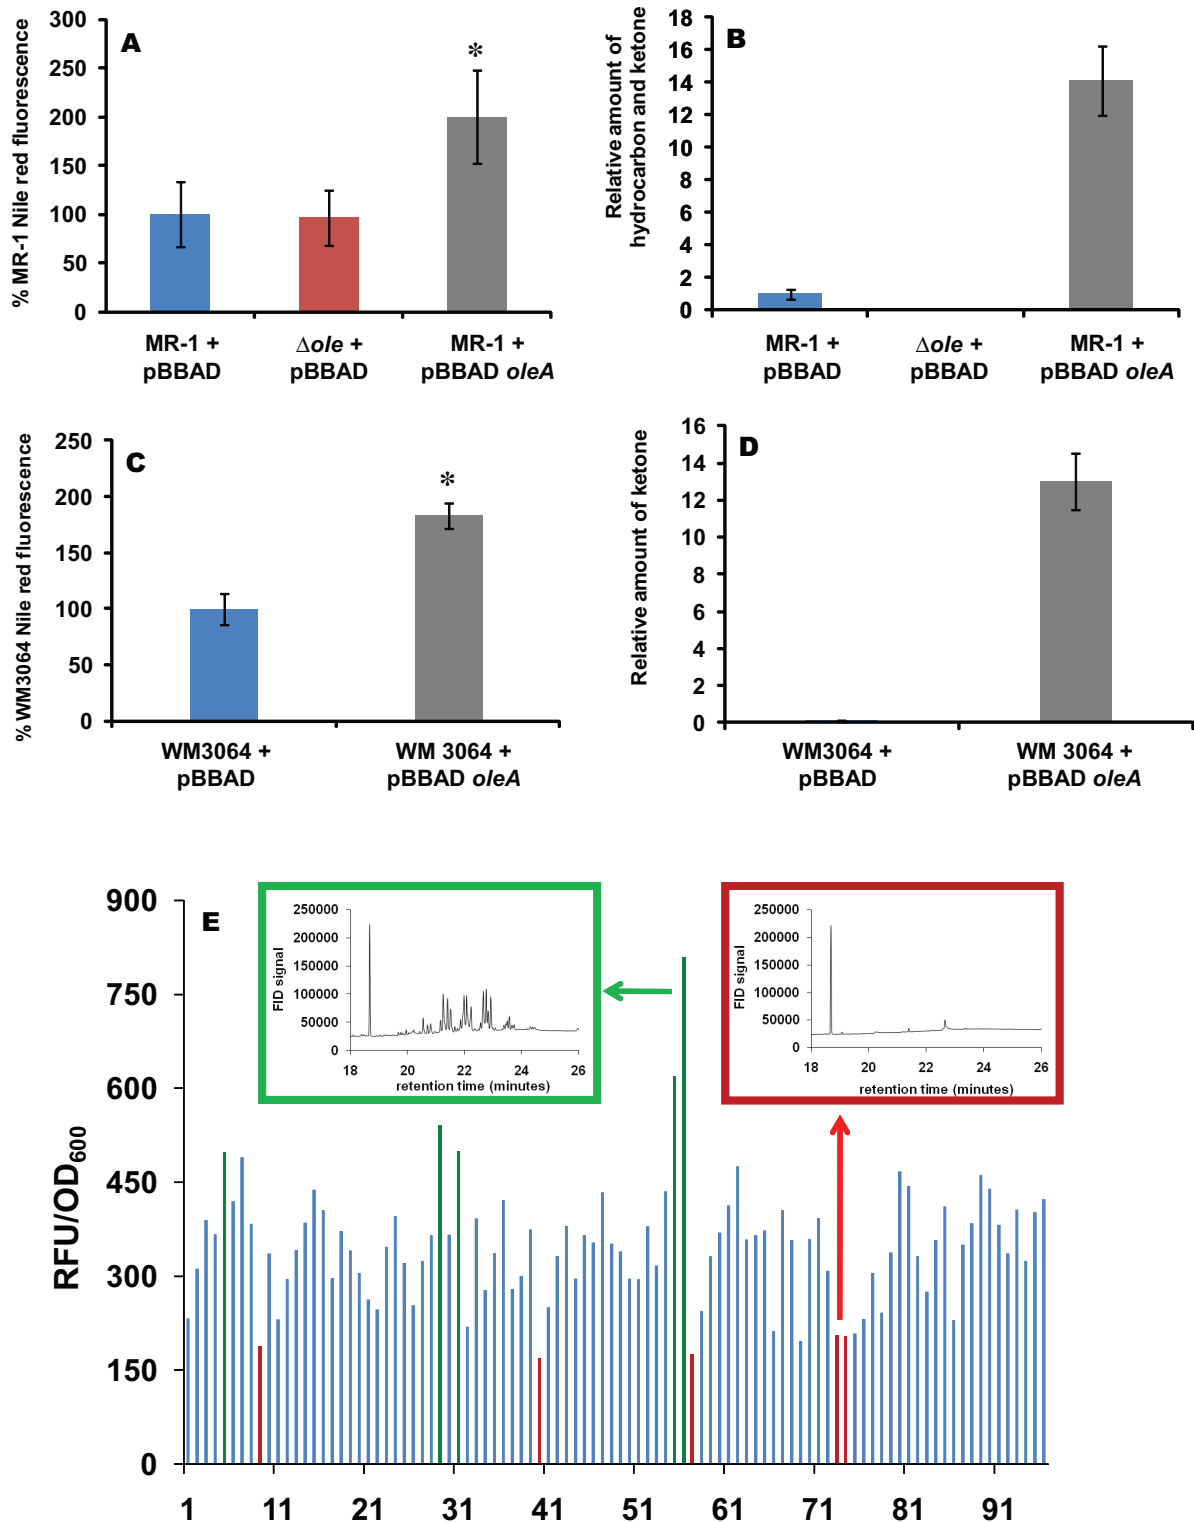 A
% MR-1 Nile red fluorescence
300
250
200
150
100
50
0
*
MR-1 +
pBBAD
Δole +
pBBAD
MR-1 +
pBBAD oleA
B
Relative amount of
hydrocarbon and ketone
18
16
14
12
10
8
6
4
2
0
MR-1 +
pBBAD
Δole +
pBBAD
MR-1 +
pBBAD oleA
C
% WM3064 Nile red fluorescence
250
200
150
100
50
0
*
WM3064 +
pBBAD
WM 3064 +
pBBAD oleA
D
Relative amount of ketone
16
14
12
10
8
6
4
2
0
WM3064 +
pBBAD
WM 3064 +
pBBAD oleA
E
RFU/OD600
900
750
600
450
300
150
0
1 11 21 31 41 51 61 71 81 91
FID signal
250000
200000
150000
100000
50000
0
18 20 22 24 26
retention time (minutes)
FID signal
250000
200000
150000
100000
50000
0
18 20 22 24 26
retention time (minutes)